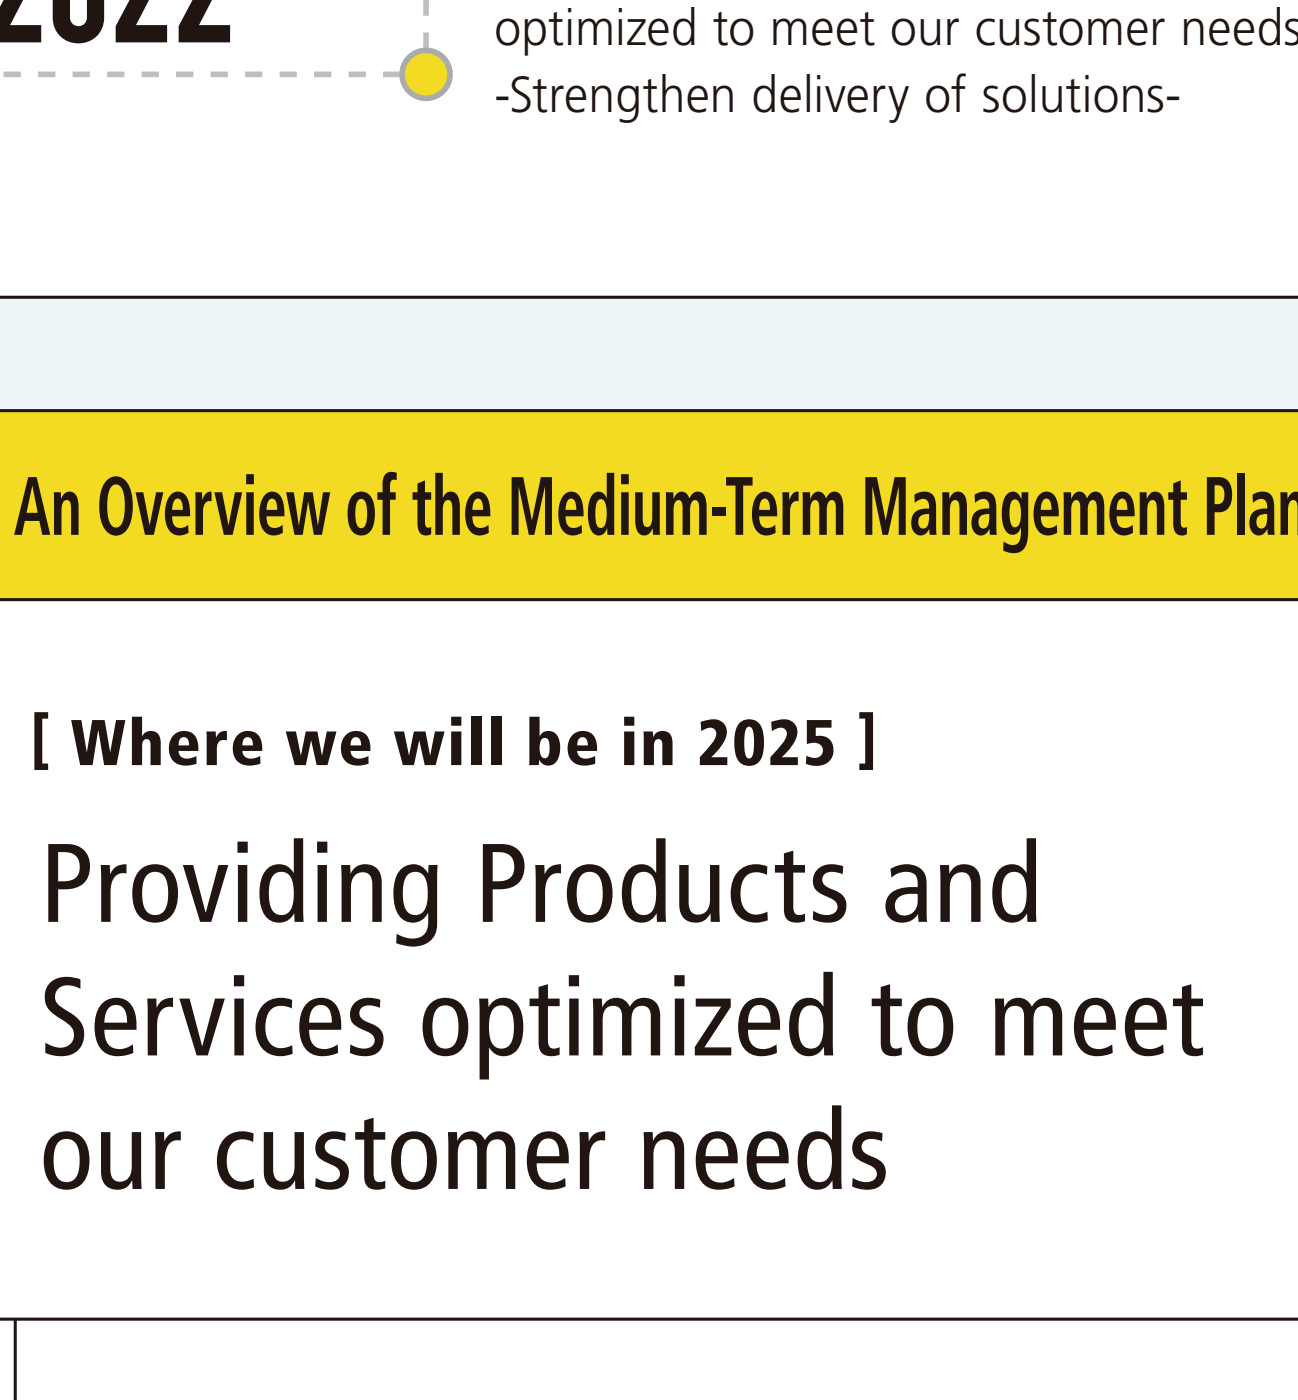 2022
optimized to meet our customer needs
-Strengthen delivery of solutions-
An Overview of the Medium-Term Management Plan
[ Where we will be in 2025 ]
Providing Products and
Services optimized to meet
our customer needs